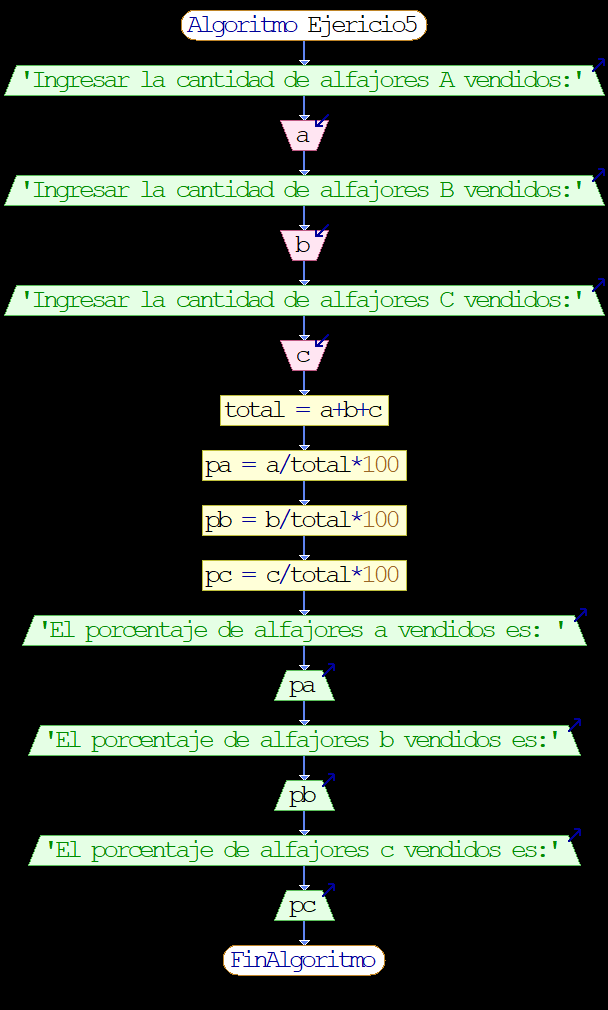 Algoritmo Ejericio5
'Ingresar la cantidad de alfajores A vendidos:'
a
'Ingresar la cantidad de alfajores B vendidos:'
b
'Ingresar la cantidad de alfajores C vendidos:'
c
total = a+b+c
pa = a/total*100
pb = b/total*100
pc = c/total*100
'El porcentaje de alfajores a vendidos es: '
pa
'El porcentaje de alfajores b vendidos es:'
pb
'El porcentaje de alfajores c vendidos es:'
pc
FinAlgoritmo